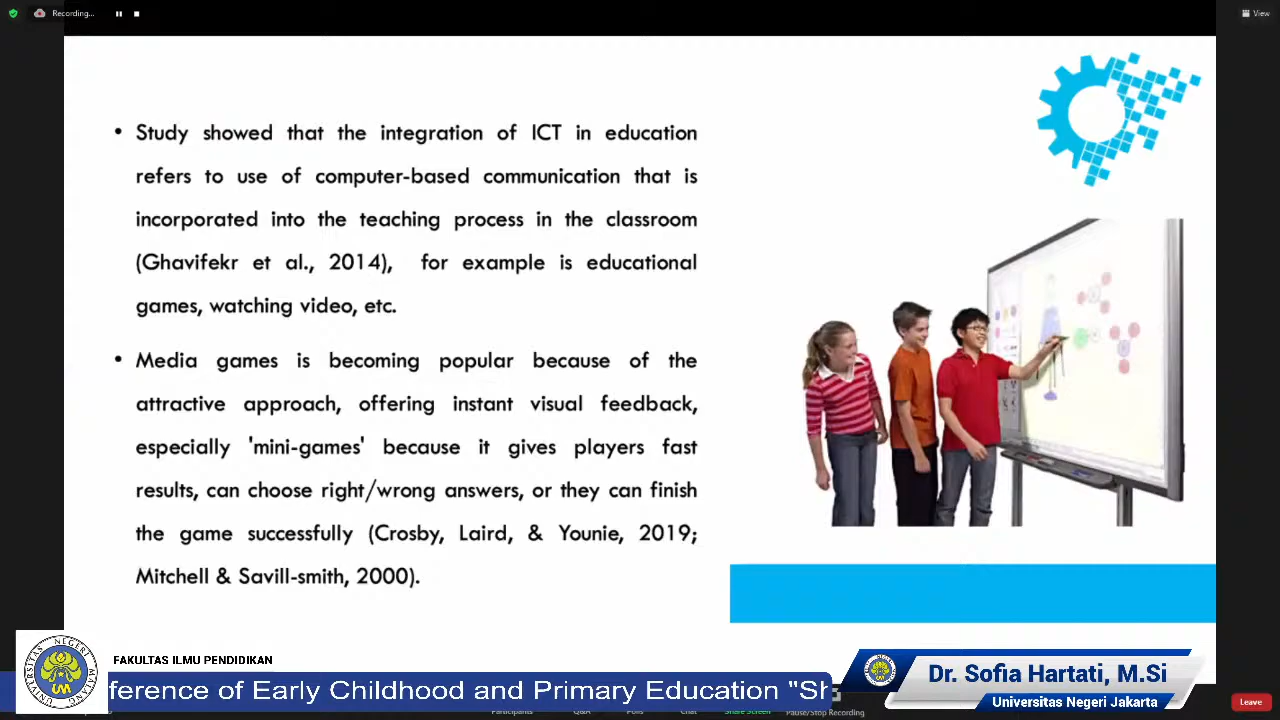 Recording...
View
• Study showed that the integration of ICT in education
refers to use of computer-based communication that is
incorporated into the teaching process in the classroom
(Ghavifekr et al., 2014), for example is educational
games, watching video, etc.
• Media games is becoming popular because of the
attractive approach, offering instant visual feedback,
especially 'mini-games' because it gives players fast
results, can choose right/wrong answers, or they can finish
the game successfully (Crosby, Laird, & Younie, 2019;
Mitchell & Savill-smith, 2000).
FAKULTAS ILMU PENDIDIKAN
ference of Early Childhood and Primary Education "Sh
Dr. Sofia Hartati, M.Si
Universitas Negeri Jakarta
Participants Q&A Polls Chat Share Screen Pause/Stop Recording
Leave